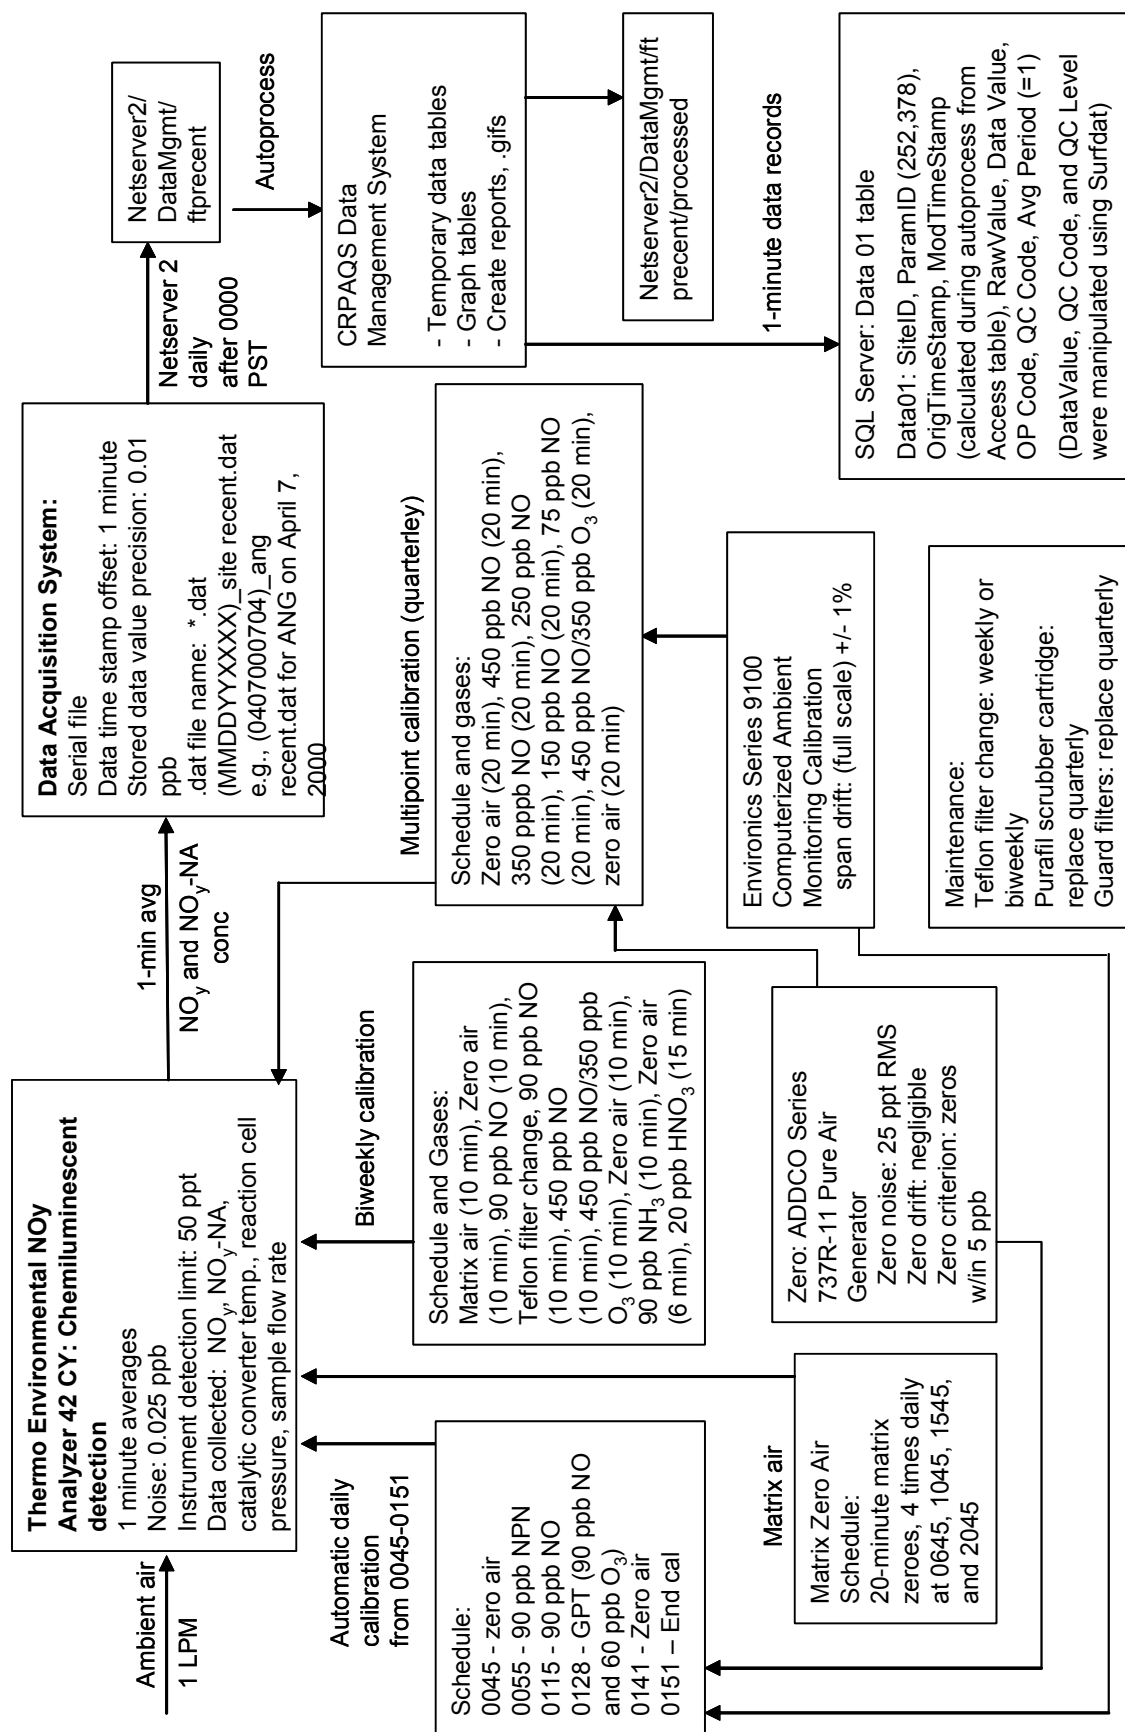 Ambient air
1 LPM
Thermo Environmental NOy
Analyzer 42 CY: Chemiluminescent
detection
1 minute averages
Noise: 0.025 ppb
Instrument detection limit: 50 ppt
Data collected: NOy, NOy-NA,
catalytic converter temp., reaction cell
pressure, sample flow rate
1-min avg
NOy and NOy-NA
conc
Data Acquisition System:
Serial file
Data time stamp offset: 1 minute
Stored data value precision: 0.01
ppb
.dat file name: *.dat
(MMDDYYXXXX)_site recent.dat
e.g., (0407000704)_ang
recent.dat for ANG on April 7,
2000
Netserver 2
daily
after 0000
PST
Netserver2/
DataMgmt/
ftprecent
Autoprocess
Automatic daily
calibration
from 0045-0151
Biweekly calibration
Multipoint calibration (quarterley)
CRPAQS Data
Management System
- Temporary data tables
- Graph tables
- Create reports, .gifs
Schedule:
0045 - zero air
0055 - 90 ppb NPN
0115 - 90 ppb NO
0128 - GPT (90 ppb NO
and 60 ppb O3)
0141 - Zero air
0151 – End cal
Schedule and Gases:
Matrix air (10 min), Zero air
(10 min), 90 ppb NO (10 min),
Teflon filter change, 90 ppb NO
(10 min), 450 ppb NO
(10 min), 450 ppb NO/350 ppb
O3 (10 min), Zero air (10 min),
90 ppb NH3 (10 min), Zero air
(6 min), 20 ppb HNO3 (15 min)
Schedule and gases:
Zero air (20 min), 450 ppb NO (20 min),
350 pppb NO (20 min), 250 ppb NO
(20 min), 150 ppb NO (20 min), 75 ppb NO
(20 min), 450 ppb NO/350 ppb O3 (20 min),
zero air (20 min)
Netserver2/DataMgmt/ft
precent/processed
1-minute data records
Matrix air
Matrix Zero Air
Schedule:
20-minute matrix
zeroes, 4 times daily
at 0645, 1045, 1545,
and 2045
Zero: ADDCO Series
737R-11 Pure Air
Generator
Zero noise: 25 ppt RMS
Zero drift: negligible
Zero criterion: zeros
w/in 5 ppb
Environics Series 9100
Computerized Ambient
Monitoring Calibration
span drift: (full scale) +/- 1%
SQL Server: Data 01 table
Data01: SiteID, ParamID (252,378),
OrigTimeStamp, ModTimeStamp
(calculated during autoprocess from
Access table), RawValue, Data Value,
OP Code, QC Code, Avg Period (=1)
(DataValue, QC Code, and QC Level
were manipulated using Surfdat)
Maintenance:
Teflon filter change: weekly or
biweekly
Purafil scrubber cartridge:
replace quarterly
Guard filters: replace quarterly